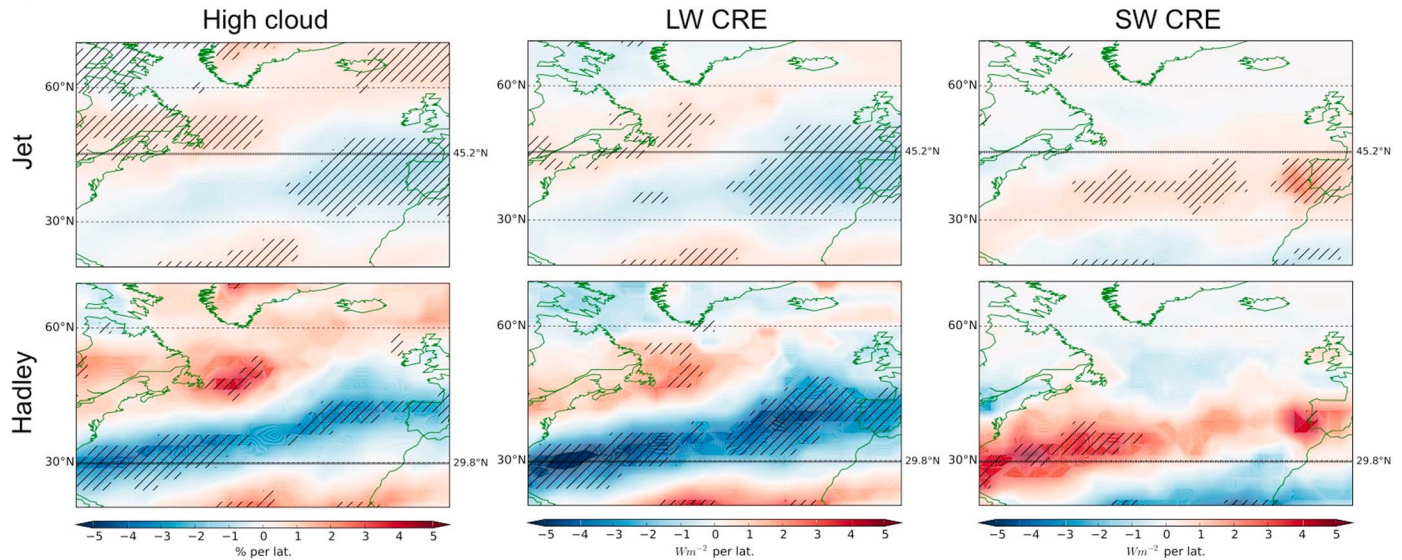 High cloud LW CRE SW CRE
Jet
60°N 60°N 60°N
45.2°N 45.2°N 45.2°N
30°N 30°N 30°N
Hadley
60°N 60°N 60°N
30°N 29.8°N 30°N 29.8°N 30°N 29.8°N
−5 −4 −3 −2 −1 0 1 2 3 4 5 −5 −4 −3 −2 −1 0 1 2 3 4 5 −5 −4 −3 −2 −1 0 1 2 3 4 5
% per lat. Wm⁻² per lat. Wm⁻² per lat.